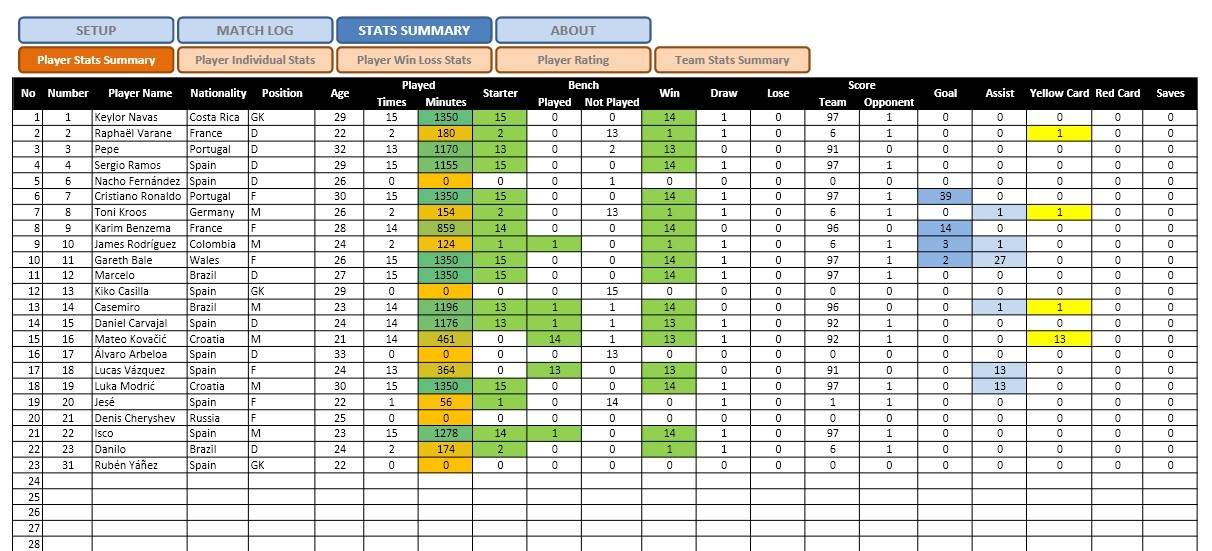 SETUP MATCH LOG STATS SUMMARY ABOUT
Player Stats Summary Player Individual Stats Player Win Loss Stats Player Rating Team Stats Summary
Played Bench Score
No Number Player Name Nationality Position Age Starter Win Draw Lose Goal Assist Yellow Card Red Card Saves
Times Minutes Played Not Played Team Opponent
1 1 Keylor Navas Costa Rica GK 29 15 1350 15 0 0 14 1 0 97 1 0 0 0 0 0
2 2 Raphaël Varane France D 22 2 180 2 0 13 1 1 0 6 1 0 0 1 0 0
3 3 Pepe Portugal D 32 13 1170 13 0 2 13 0 0 91 0 0 0 0 0 0
4 4 Sergio Ramos Spain D 29 15 1155 15 0 0 14 1 0 97 1 0 0 0 0 0
5 6 Nacho Fernández Spain D 26 0 0 0 0 1 0 0 0 0 0 0 0 0 0 0
6 7 Cristiano Ronaldo Portugal F 30 15 1350 15 0 0 14 1 0 97 1 39 0 0 0 0
7 8 Toni Kroos Germany M 26 2 154 2 0 13 1 1 0 6 1 0 1 1 0 0
8 9 Karim Benzema France F 28 14 859 14 0 0 14 0 0 96 0 14 0 0 0 0
9 10 James Rodríguez Colombia M 24 2 124 1 1 0 1 1 0 6 1 3 1 0 0 0
10 11 Gareth Bale Wales F 26 15 1350 15 0 0 14 1 0 97 1 2 27 0 0 0
11 12 Marcelo Brazil D 27 15 1350 15 0 0 14 1 0 97 1 0 0 0 0 0
12 13 Kiko Casilla Spain GK 29 0 0 0 0 15 0 0 0 0 0 0 0 0 0 0
13 14 Casemiro Brazil M 23 14 1196 13 1 1 14 0 0 96 0 0 1 1 0 0
14 15 Daniel Carvajal Spain D 24 14 1176 13 1 1 13 1 0 92 1 0 0 0 0 0
15 16 Mateo Kovačić Croatia M 21 14 461 0 14 1 13 1 0 92 1 0 0 13 0 0
16 17 Álvaro Arbeloa Spain D 33 0 0 0 0 13 0 0 0 0 0 0 0 0 0 0
17 18 Lucas Vázquez Spain F 24 13 364 0 13 0 13 0 0 91 0 0 13 0 0 0
18 19 Luka Modrić Croatia M 30 15 1350 15 0 0 14 1 0 97 1 0 13 0 0 0
19 20 Jesé Spain F 22 1 56 1 0 14 0 1 0 1 1 0 0 0 0 0
20 21 Denis Cheryshev Russia F 25 0 0 0 0 0 0 0 0 0 0 0 0 0 0 0
21 22 Isco Spain M 23 15 1278 14 1 0 14 1 0 97 1 0 0 0 0 0
22 23 Danilo Brazil D 24 2 174 2 0 0 1 1 0 6 1 0 0 0 0 0
23 31 Rubén Yáñez Spain GK 22 0 0 0 0 0 0 0 0 0 0 0 0 0 0 0
24
25
26
27
28